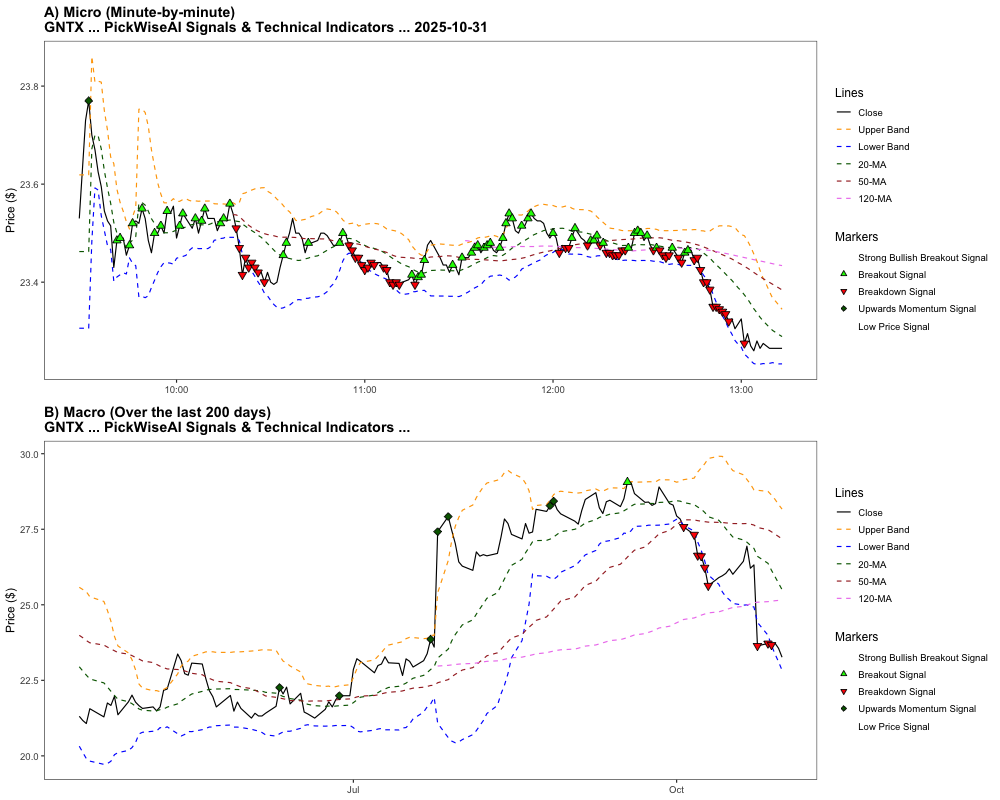 A) Micro (Minute-by-minute)
GNTX ... PickWiseAI Signals & Technical Indicators ... 2025-10-31
Price ($)
23.8
23.6
23.4
10:00
11:00
12:00
13:00
Lines
Close
Upper Band
Lower Band
20-MA
50-MA
120-MA
Markers
Strong Bullish Breakout Signal
Breakout Signal
Breakdown Signal
Upwards Momentum Signal
Low Price Signal
B) Macro (Over the last 200 days)
GNTX ... PickWiseAI Signals & Technical Indicators ...
Price ($)
30.0
27.5
25.0
22.5
20.0
Jul
Oct
Lines
Close
Upper Band
Lower Band
20-MA
50-MA
120-MA
Markers
Strong Bullish Breakout Signal
Breakout Signal
Breakdown Signal
Upwards Momentum Signal
Low Price Signal